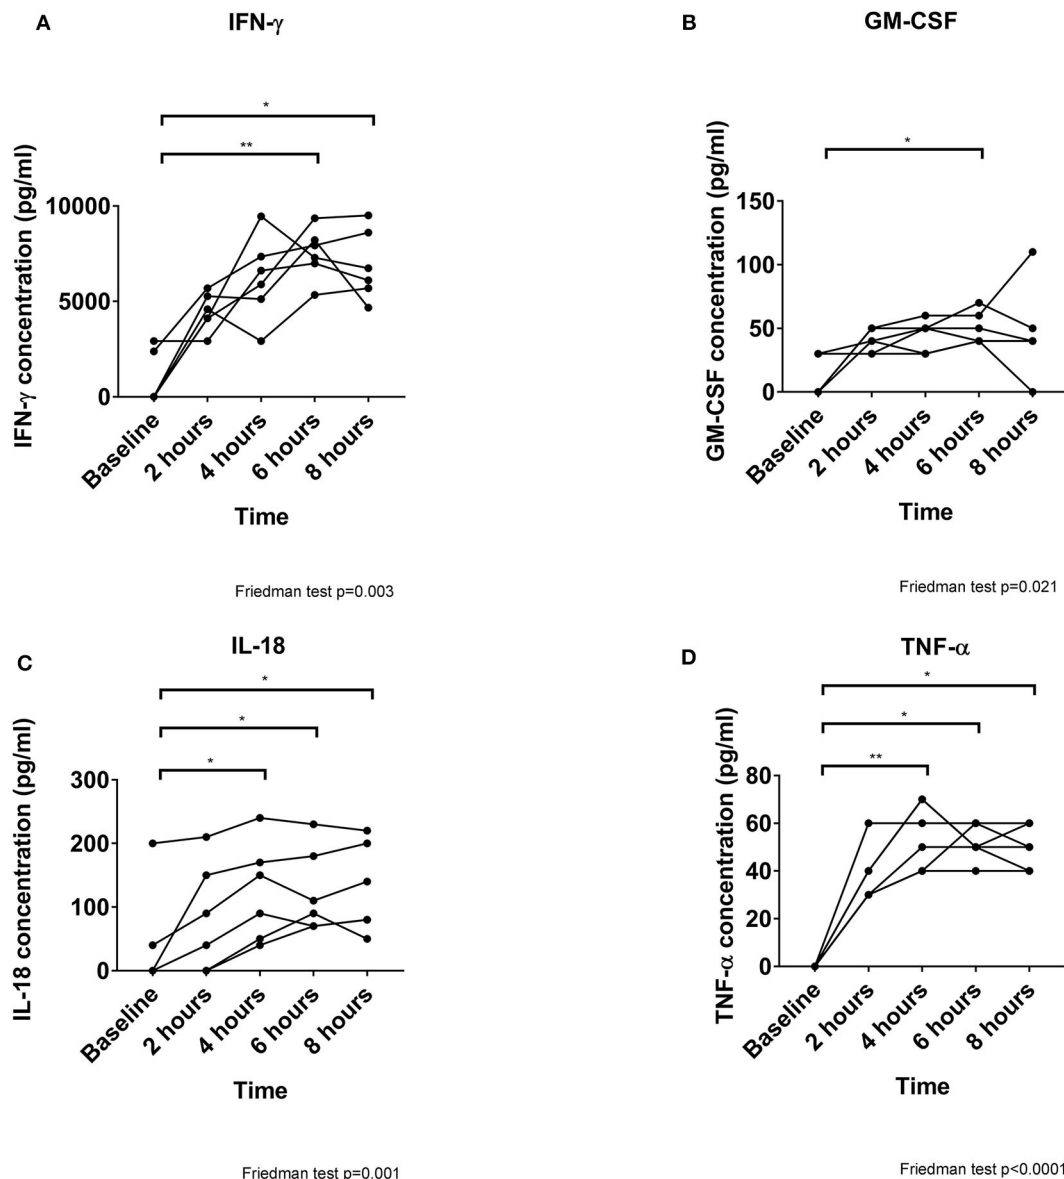 A
IFN-γ
*
**
IFN-γ concentration (pg/ml)
10000
5000
0
Baseline
2 hours
4 hours
6 hours
8 hours
Time
Friedman test p=0.003
B
GM-CSF
*
GM-CSF concentration (pg/ml)
150
100
50
0
Baseline
2 hours
4 hours
6 hours
8 hours
Time
Friedman test p=0.021
C
IL-18
*
*
*
IL-18 concentration (pg/ml)
300
200
100
0
Baseline
2 hours
4 hours
6 hours
8 hours
Time
Friedman test p=0.001
D
TNF-α
*
*
**
TNF-α concentration (pg/ml)
80
60
40
20
0
Baseline
2 hours
4 hours
6 hours
8 hours
Time
Friedman test p<0.0001